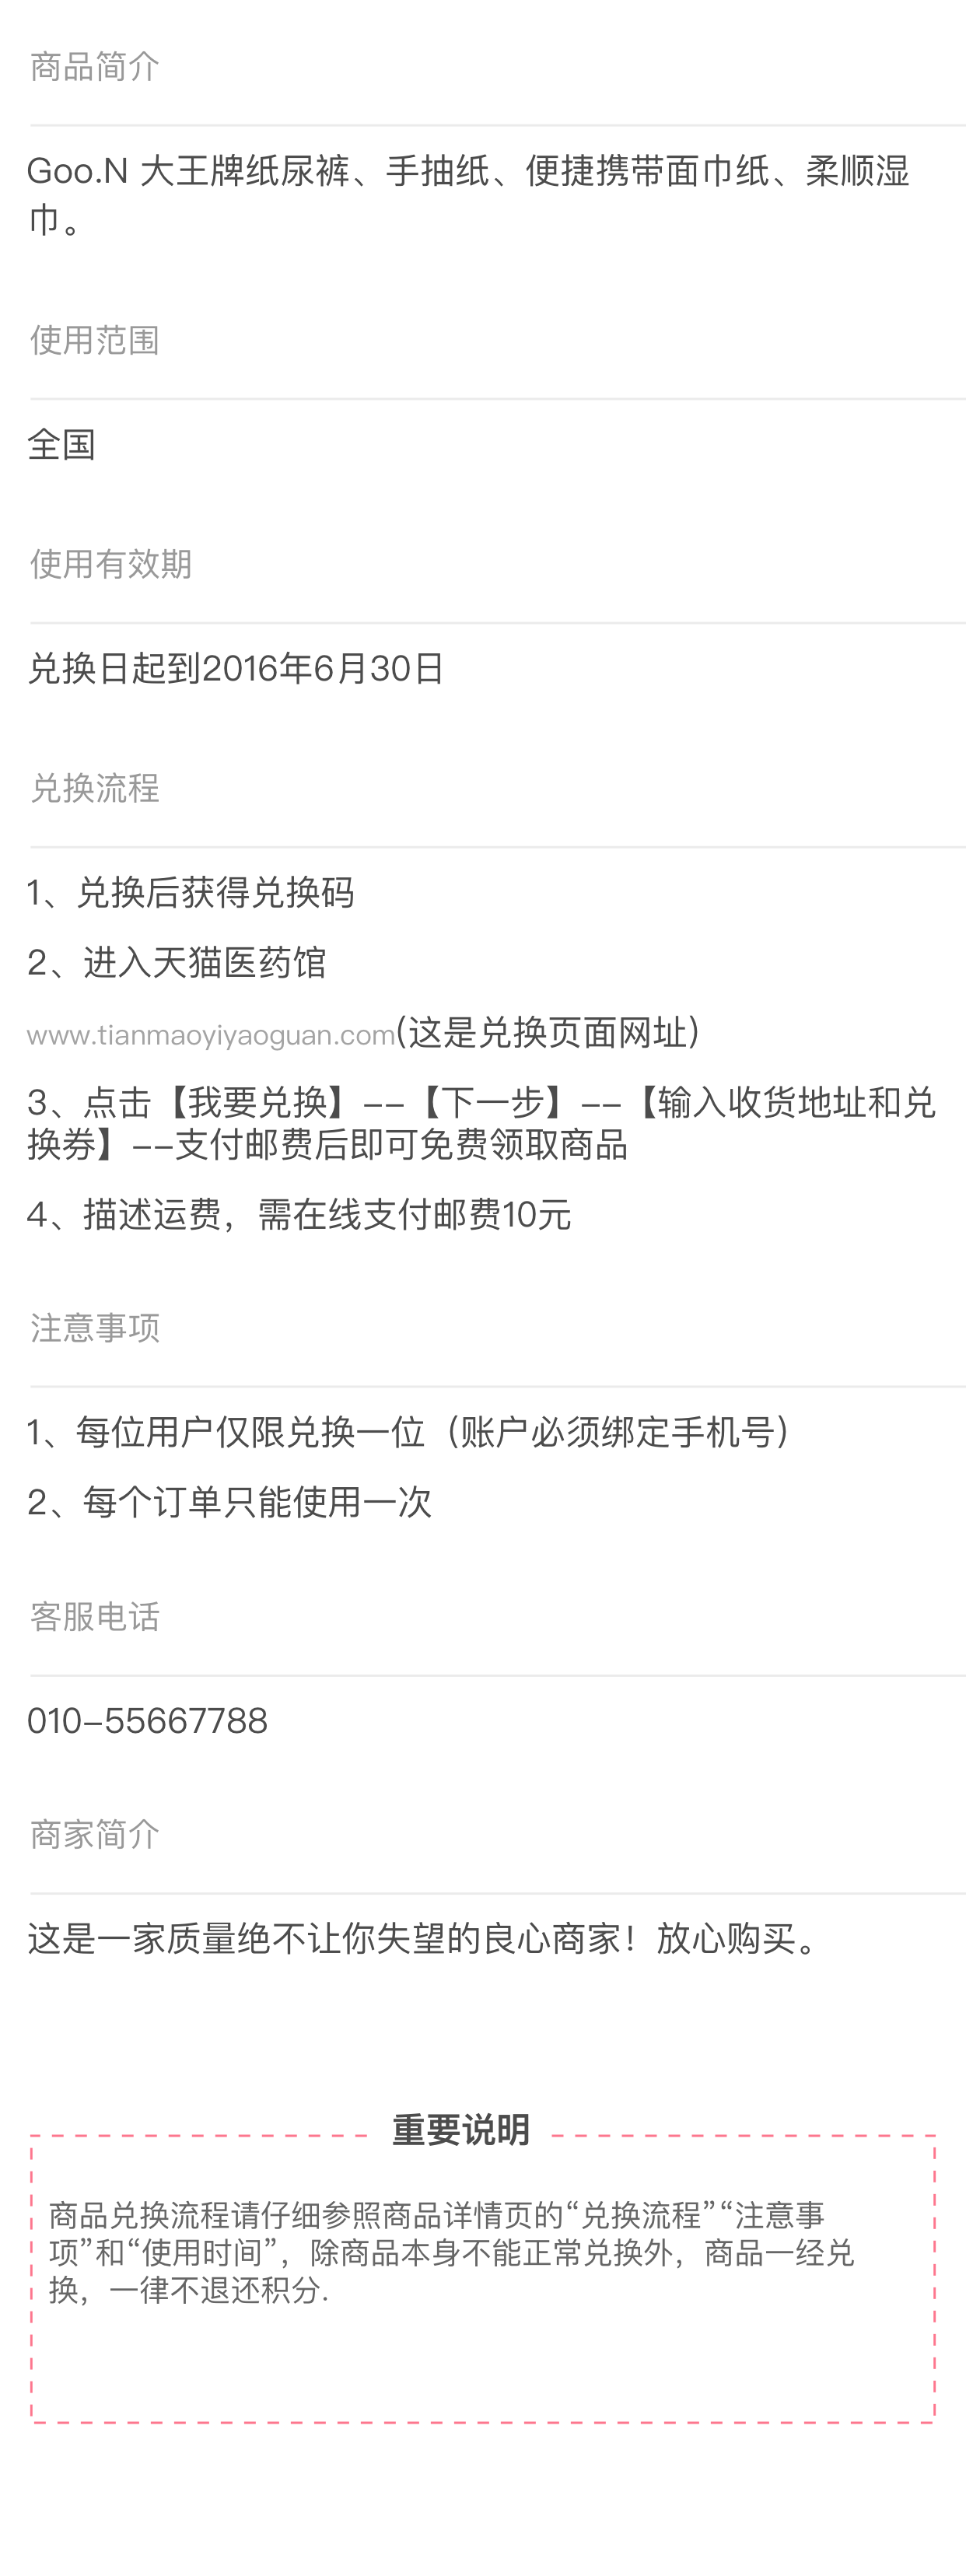 商品简介
Goo.N 大王牌纸尿裤、手抽纸、便捷携带面巾纸、柔顺湿
巾。
使用范围
全国
使用有效期
兑换日起到2016年6月30日
兑换流程
1、兑换后获得兑换码
2、进入天猫医药馆
www.tianmaoyiyaoguan.com(这是兑换页面网址)
3、点击【我要兑换】--【下一步】--【输入收货地址和兑
换券】--支付邮费后即可免费领取商品
4、描述运费，需在线支付邮费10元
注意事项
1、每位用户仅限兑换一位（账户必须绑定手机号）
2、每个订单只能使用一次
客服电话
010-55667788
商家简介
这是一家质量绝不让你失望的良心商家！放心购买。
重要说明
商品兑换流程请仔细参照商品详情页的“兑换流程”“注意事
项”和“使用时间”，除商品本身不能正常兑换外，商品一经兑
换，一律不退还积分.